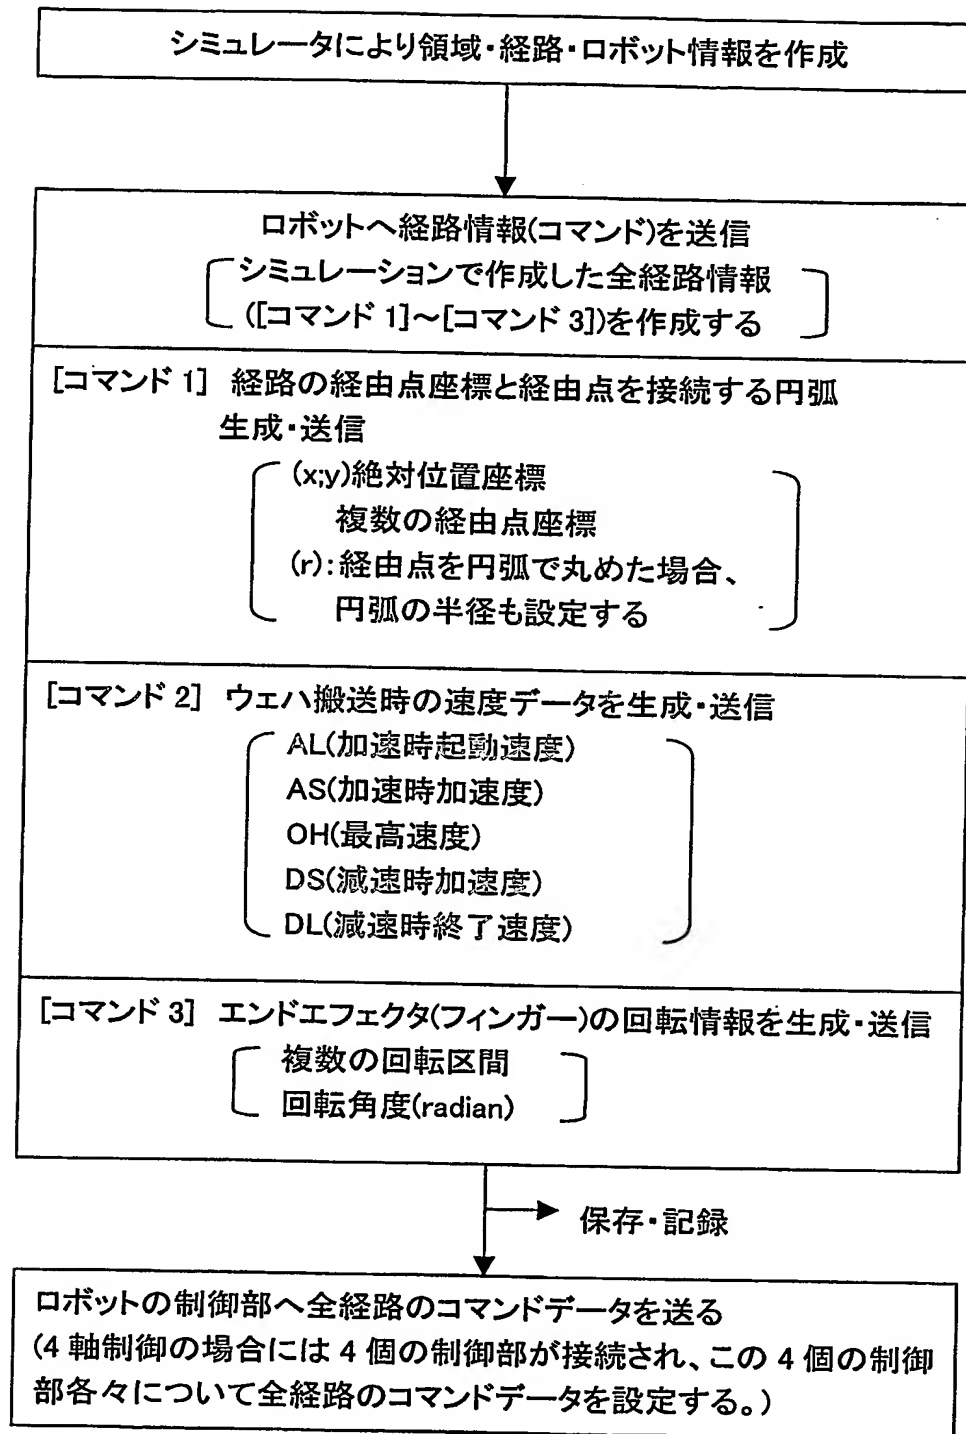 シミュレータにより領域・経路・ロボット情報を作成
ロボットへ経路情報(コマンド)を送信
シミュレーションで作成した全経路情報
([コマンド 1]～[コマンド 3])を作成する
[コマンド 1] 経路の経由点座標と経由点を接続する円弧
生成・送信
(x;y)絶対位置座標
複数の経由点座標
(r):経由点を円弧で丸めた場合、
円弧の半径も設定する
[コマンド 2] ウェハ搬送時の速度データを生成・送信
AL(加速時起動速度)
AS(加速時加速度)
OH(最高速度)
DS(減速時加速度)
DL(減速時終了速度)
[コマンド 3] エンドエフェクタ(フィンガー)の回転情報を生成・送信
複数の回転区間
回転角度(radian)
保存・記録
ロボットの制御部へ全経路のコマンドデータを送る
(4 軸制御の場合には 4 個の制御部が接続され、この 4 個の制御
部各々について全経路のコマンドデータを設定する。)